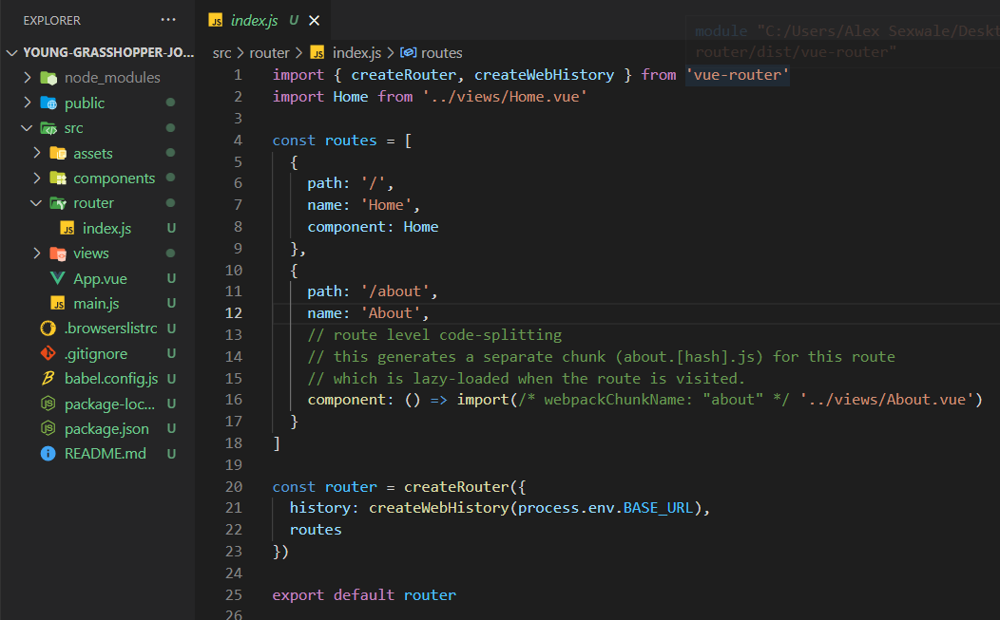 EXPLORER
YOUNG-GRASSHOPPER-JO...
node_modules
public
src
assets
components
router
index.js U
views
App.vue U
main.js U
.browserslistrc U
.gitignore U
babel.config.js U
package-loc... U
package.json U
README.md U
JS index.js U
src > router > JS index.js > routes
module "C:/Users/Alex Sexwale/Deskt
router/dist/vue-router"
1 import { createRouter, createWebHistory } from 'vue-router'
2 import Home from '../views/Home.vue'
3
4 const routes = [
5 {
6 path: '/',
7 name: 'Home',
8 component: Home
9 },
10 {
11 path: '/about',
12 name: 'About',
13 // route level code-splitting
14 // this generates a separate chunk (about.[hash].js) for this route
15 // which is lazy-loaded when the route is visited.
16 component: () => import(/* webpackChunkName: "about" */ '../views/About.vue')
17 }
18 ]
19
20 const router = createRouter({
21 history: createWebHistory(process.env.BASE_URL),
22 routes
23 })
24
25 export default router
26